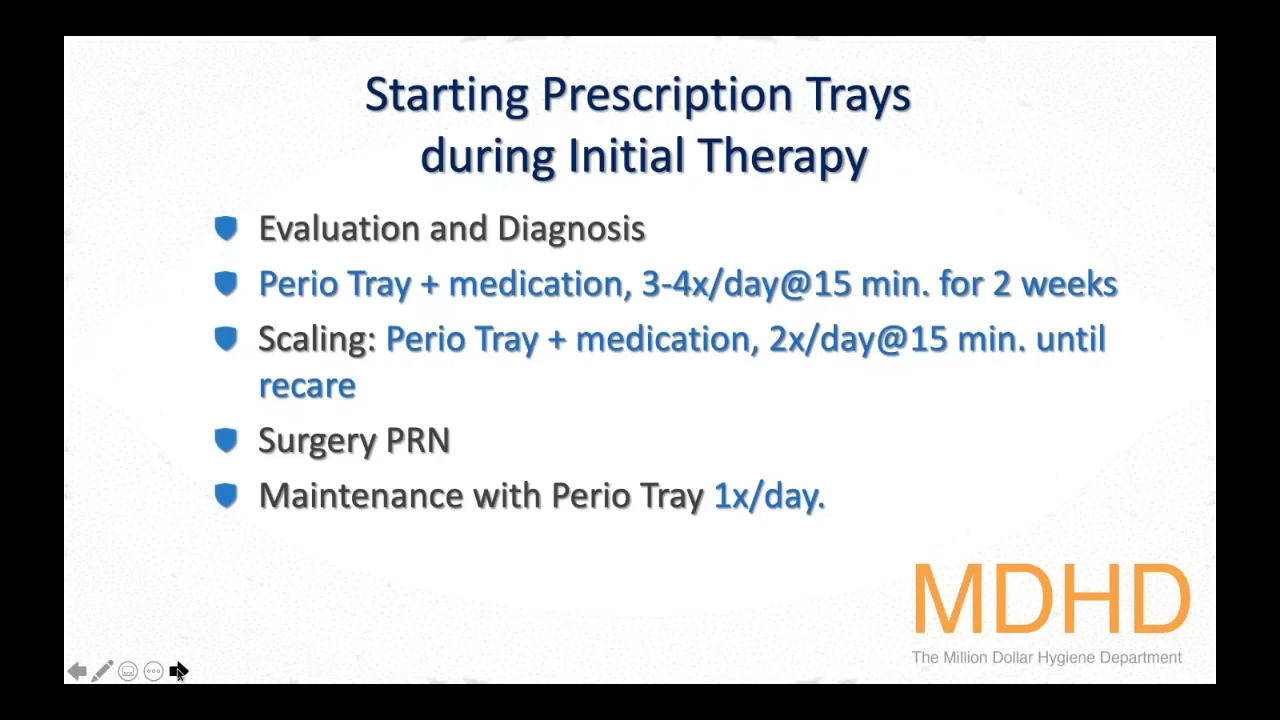 Starting Prescription Trays
during Initial Therapy
Evaluation and Diagnosis
Perio Tray + medication, 3-4x/day@15 min. for 2 weeks
Scaling: Perio Tray + medication, 2x/day@15 min. until
recare
Surgery PRN
Maintenance with Perio Tray 1x/day.
MDHD
The Million Dollar Hygiene Department